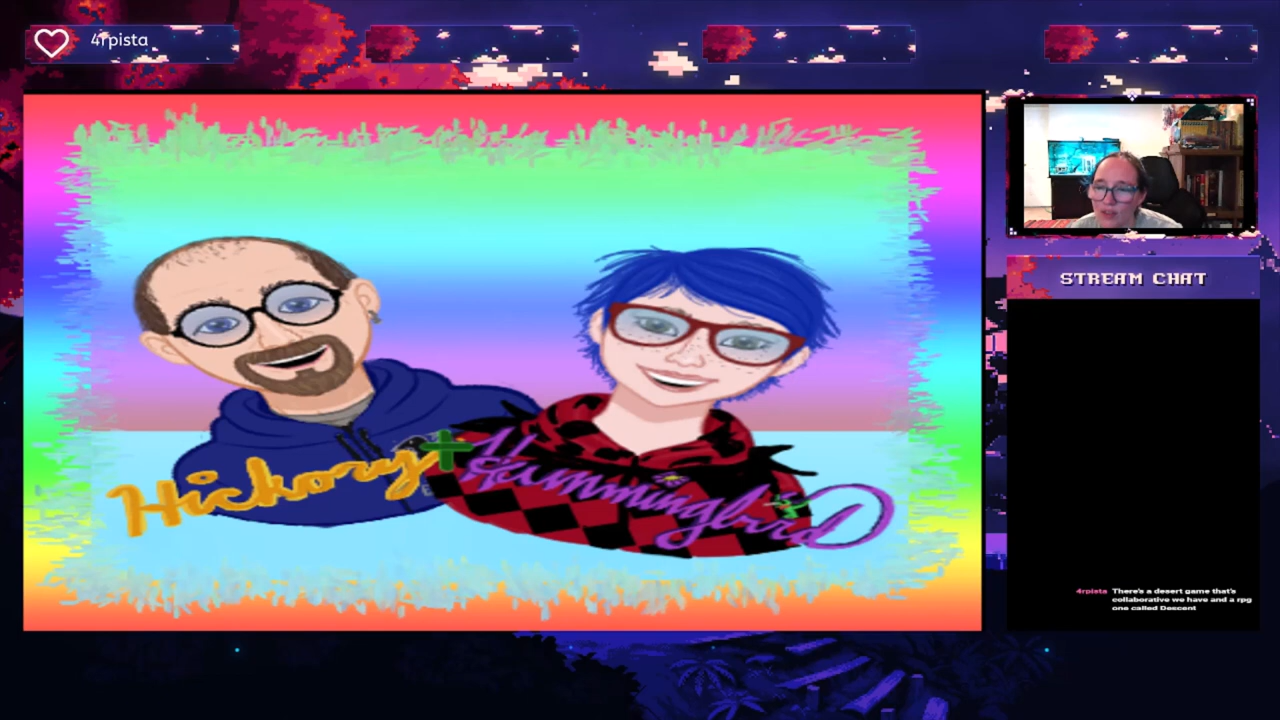 4rpista
STREAM CHAT
Hickory + Hummingbird
4rpista There's a desert game that's
collaborative we have and a rpg
one called Descent